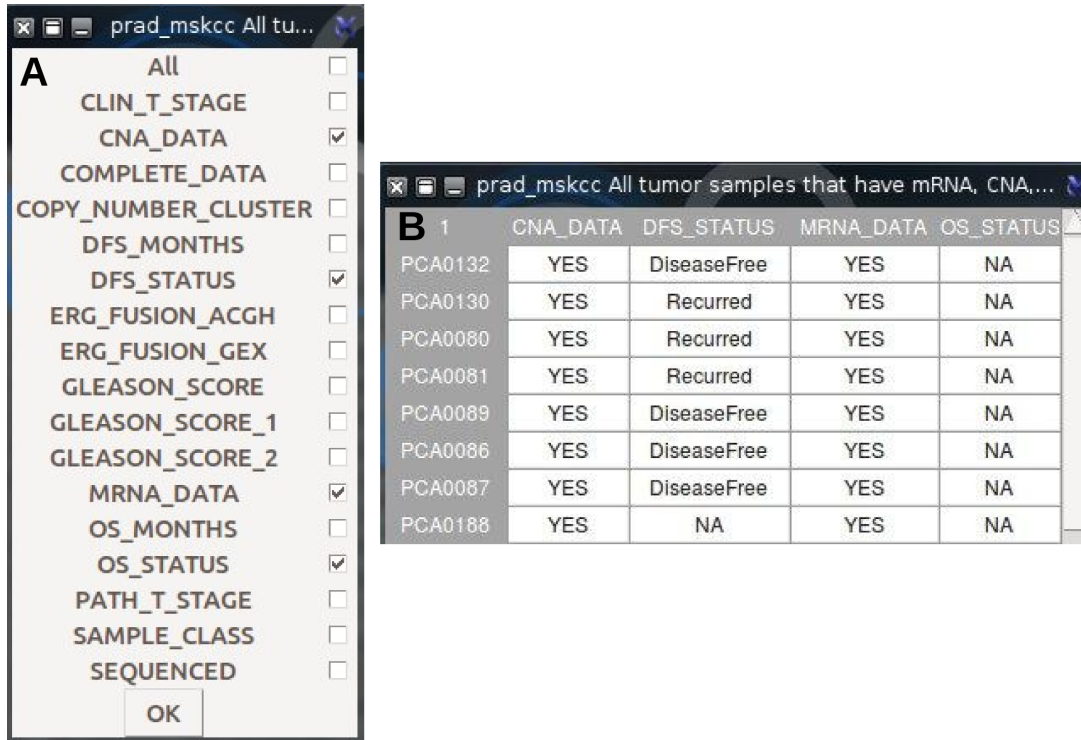 prad_mskcc All tu...
A
All
CLIN_T_STAGE
CNA_DATA
COMPLETE_DATA
COPY_NUMBER_CLUSTER
DFS_MONTHS
DFS_STATUS
ERG_FUSION_ACGH
ERG_FUSION_GEX
GLEASON_SCORE
GLEASON_SCORE_1
GLEASON_SCORE_2
MRNA_DATA
OS_MONTHS
OS_STATUS
PATH_T_STAGE
SAMPLE_CLASS
SEQUENCED
OK
prad_mskcc All tumor samples that have mRNA, CNA,...
B 1 CNA_DATA DFS_STATUS MRNA_DATA OS_STATUS
PCA0132 YES DiseaseFree YES NA
PCA0130 YES Recurred YES NA
PCA0080 YES Recurred YES NA
PCA0081 YES Recurred YES NA
PCA0089 YES DiseaseFree YES NA
PCA0086 YES DiseaseFree YES NA
PCA0087 YES DiseaseFree YES NA
PCA0188 YES NA YES NA